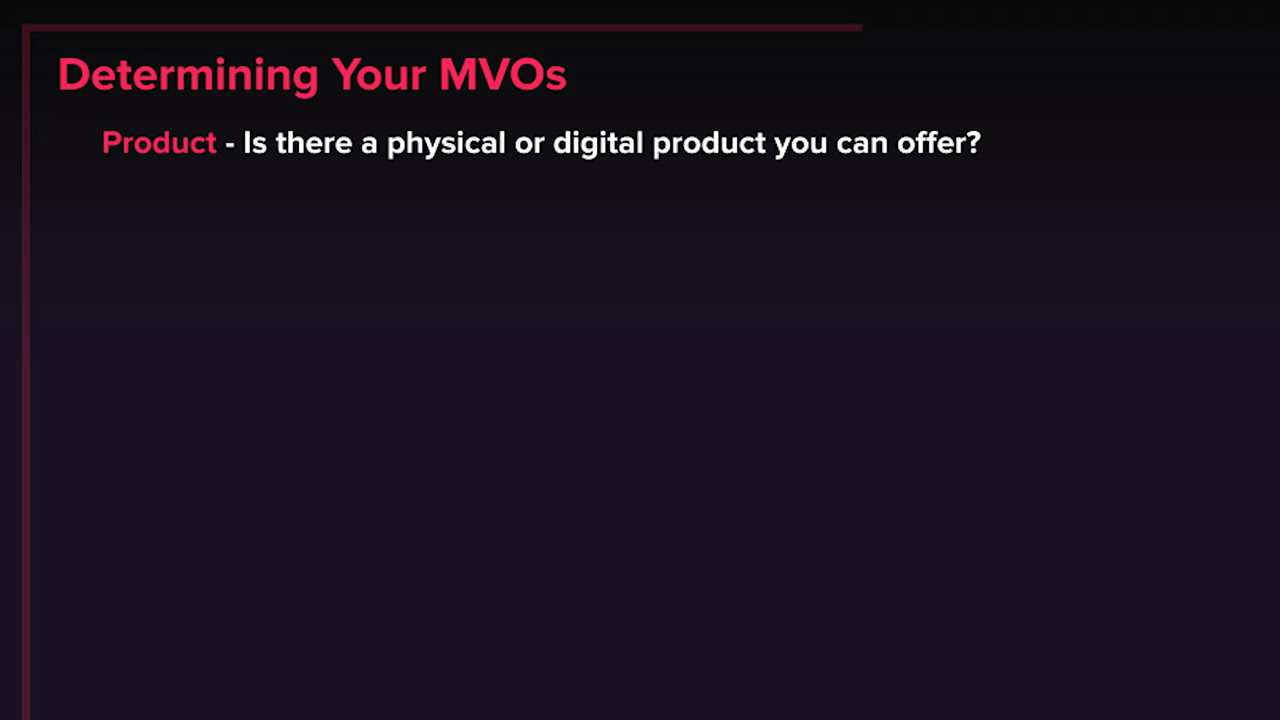 Determining Your MVOs
Product - Is there a physical or digital product you can offer?